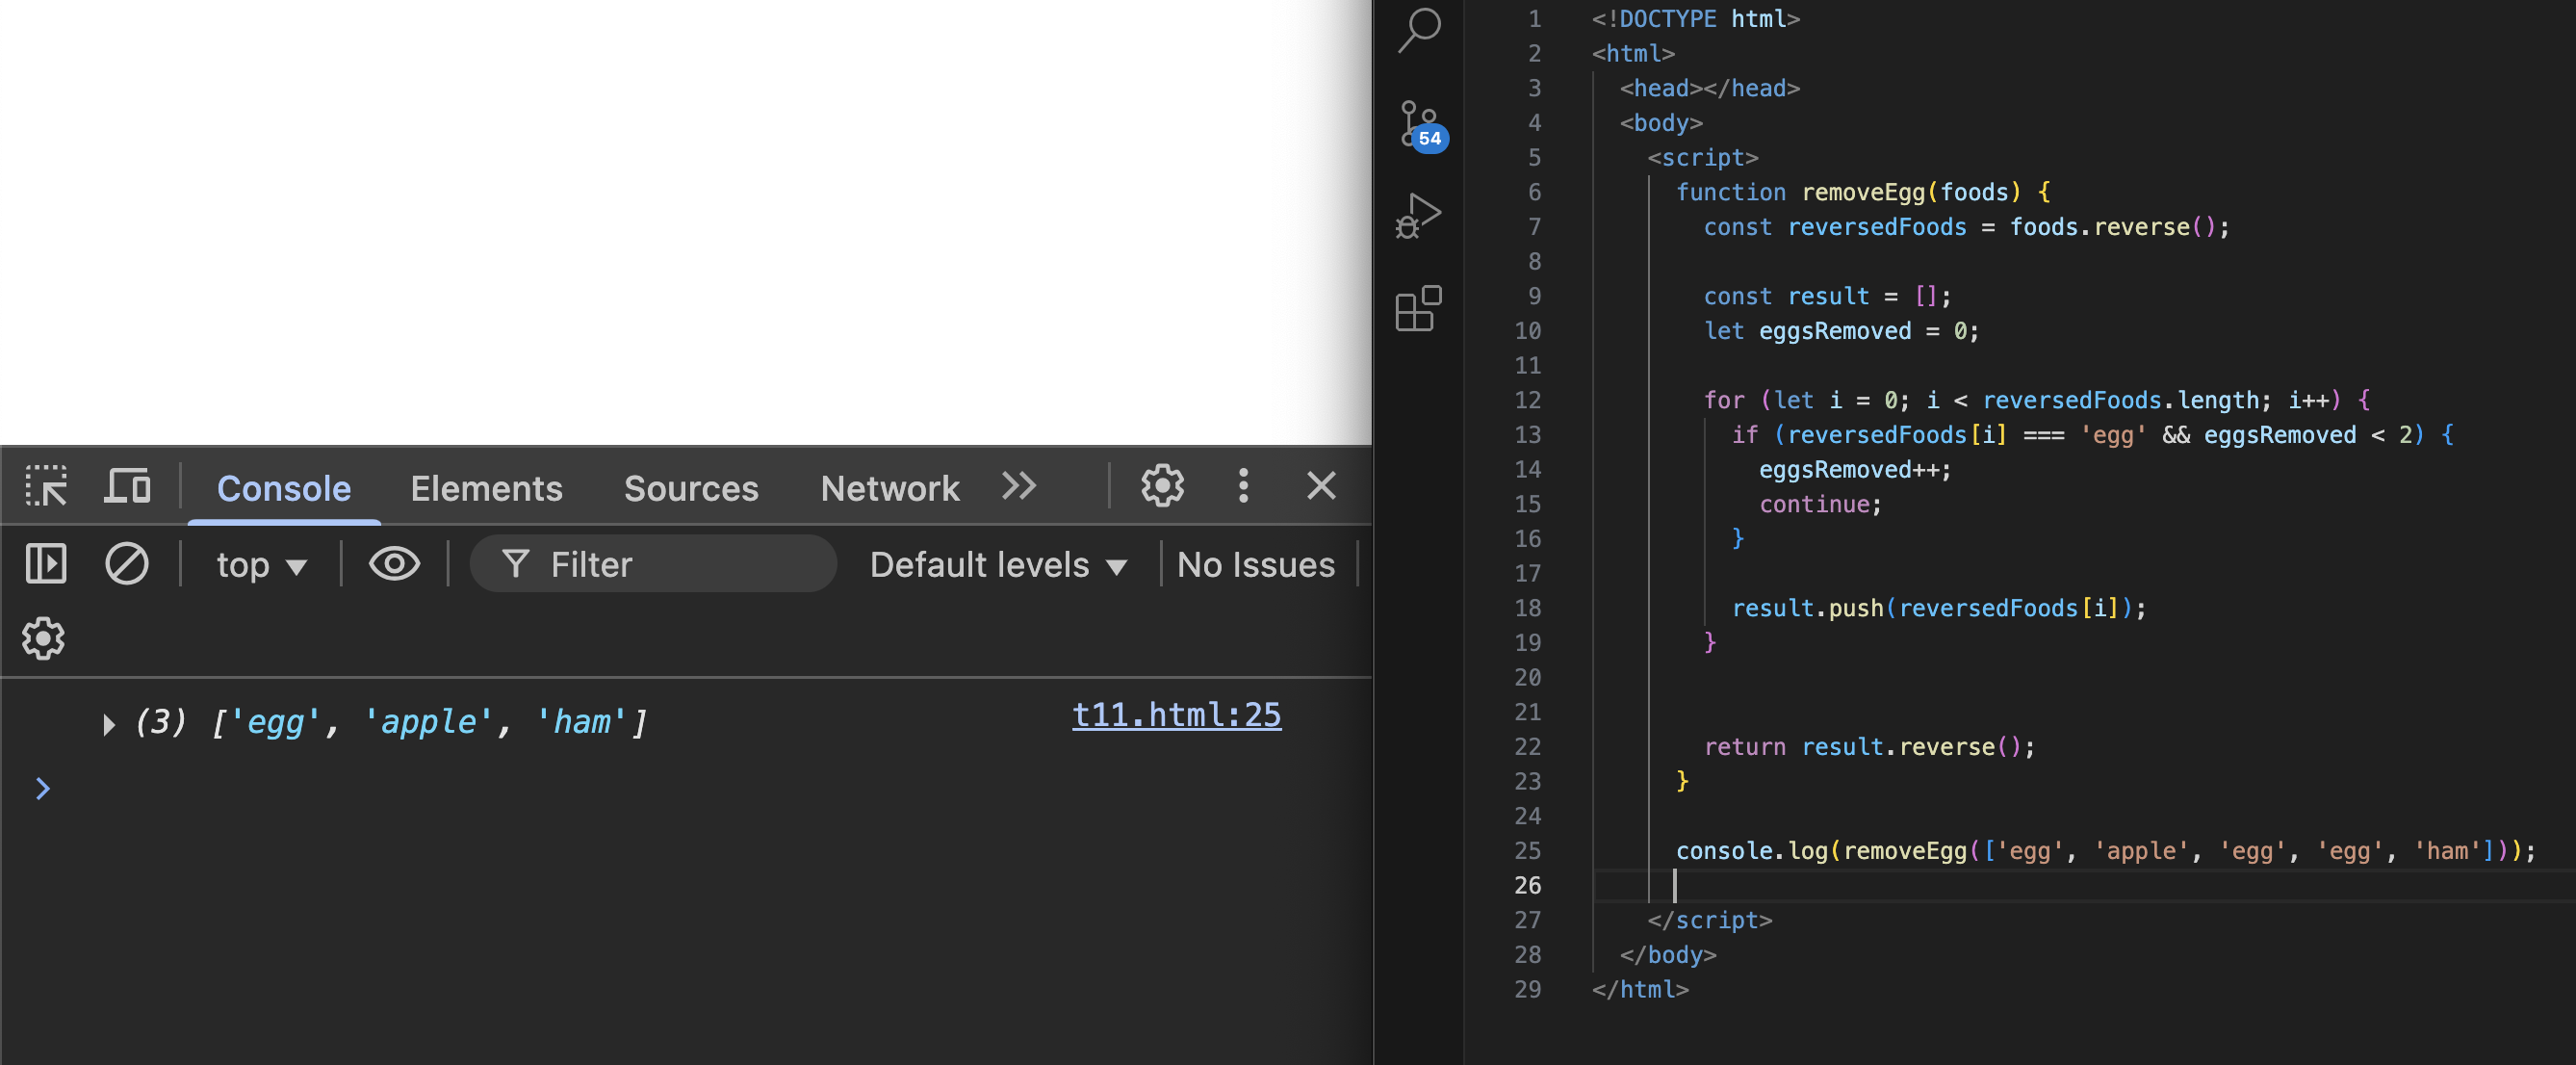 Console Elements Sources Network
top Filter Default levels No Issues
(3) ['egg', 'apple', 'ham'] t11.html:25
54
1 <!DOCTYPE html>
2 <html>
3 <head></head>
4 <body>
5 <script>
6 function removeEgg(foods) {
7 const reversedFoods = foods.reverse();
8
9 const result = [];
10 let eggsRemoved = 0;
11
12 for (let i = 0; i < reversedFoods.length; i++) {
13 if (reversedFoods[i] === 'egg' && eggsRemoved < 2) {
14 eggsRemoved++;
15 continue;
16 }
17
18 result.push(reversedFoods[i]);
19 }
20
21
22 return result.reverse();
23 }
24
25 console.log(removeEgg(['egg', 'apple', 'egg', 'egg', 'ham']));
26
27 </script>
28 </body>
29 </html>